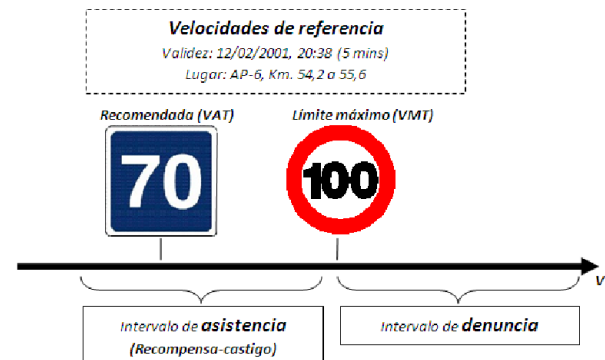 Velocidades de referencia
Validez: 12/02/2001, 20:38 (5 mins)
Lugar: AP-6, Km. 54,2 a 55,6
Recomendada (VAT)
Límite máximo (VMT)
70
100
V
Intervalo de asistencia
(Recompensa-castigo)
Intervalo de denuncia